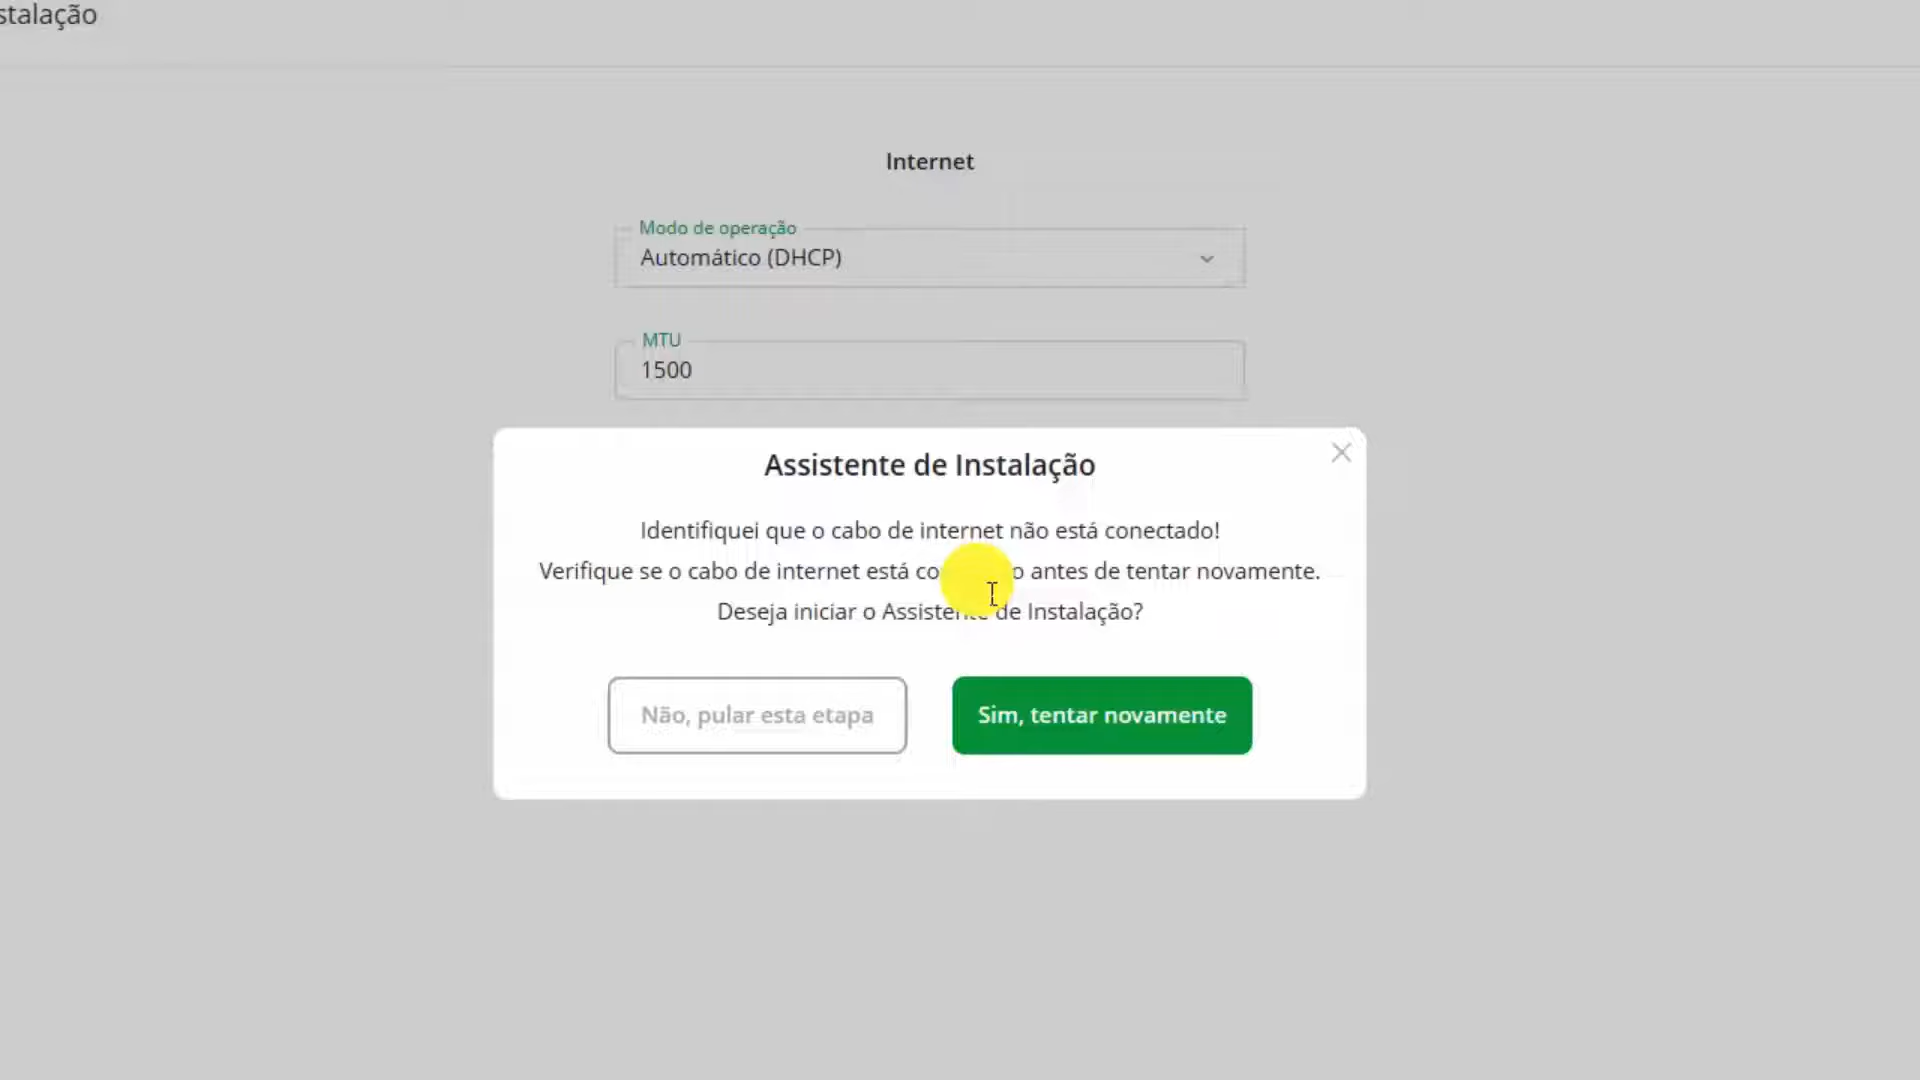 stalação
Internet
Modo de operação
Automático (DHCP)
MTU
1500
Assistente de Instalação
Identifiquei que o cabo de internet não está conectado!
Verifique se o cabo de internet está co o antes de tentar novamente.
Deseja iniciar o Assistente de Instalação?
Não, pular esta etapa
Sim, tentar novamente